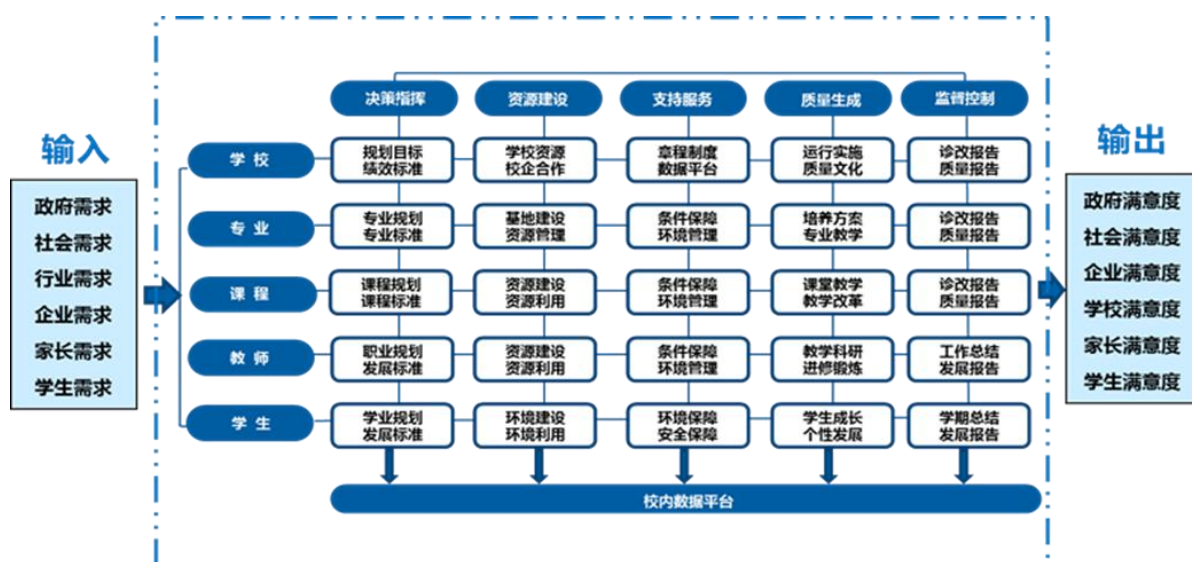 输入
政府需求
社会需求
行业需求
企业需求
家长需求
学生需求
决策指挥
资源建设
支持服务
质量生成
监督控制
学校
规划目标
绩效标准
学校资源
校企合作
章程制度
数据平台
运行实施
质量文化
诊改报告
质量报告
专业
专业规划
专业标准
基地建设
资源管理
条件保障
环境管理
培养方案
专业教学
诊改报告
质量报告
课程
课程规划
课程标准
资源建设
资源利用
条件保障
环境管理
课堂教学
教学改革
诊改报告
质量报告
教师
职业规划
发展标准
资源建设
资源利用
条件保障
环境管理
教学科研
进修锻炼
工作总结
发展报告
学生
学业规划
发展标准
环境建设
环境利用
环境保障
安全保障
学生成长
个性发展
学期总结
发展报告
校内数据平台
输出
政府满意度
社会满意度
企业满意度
学校满意度
家长满意度
学生满意度